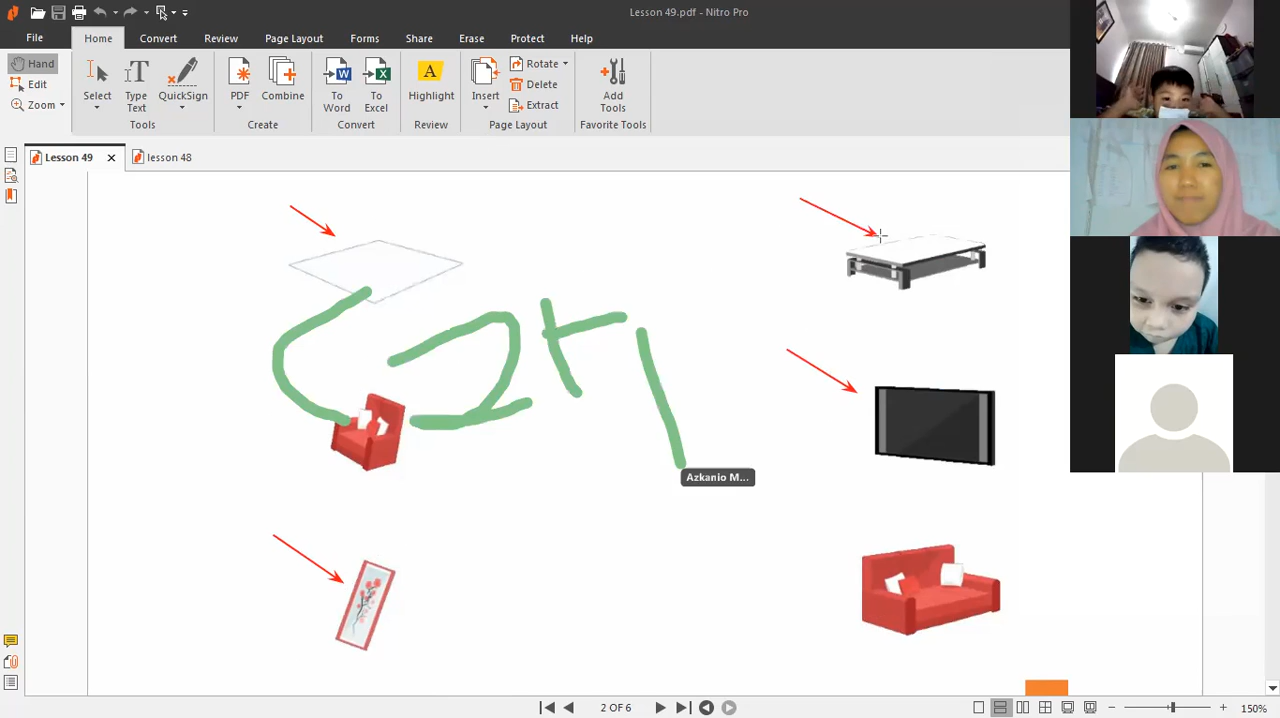 Lesson 49.pdf - Nitro Pro
File Home Convert Review Page Layout Forms Share Erase Protect Help
Hand
Edit
Zoom
Select
Type Text
QuickSign
Tools
PDF
Combine
Create
To Word
To Excel
Convert
Highlight
Review
Insert
Rotate
Delete
Extract
Page Layout
Add Tools
Favorite Tools
Lesson 49
lesson 48
Azkanio M...
2 OF 6
150%